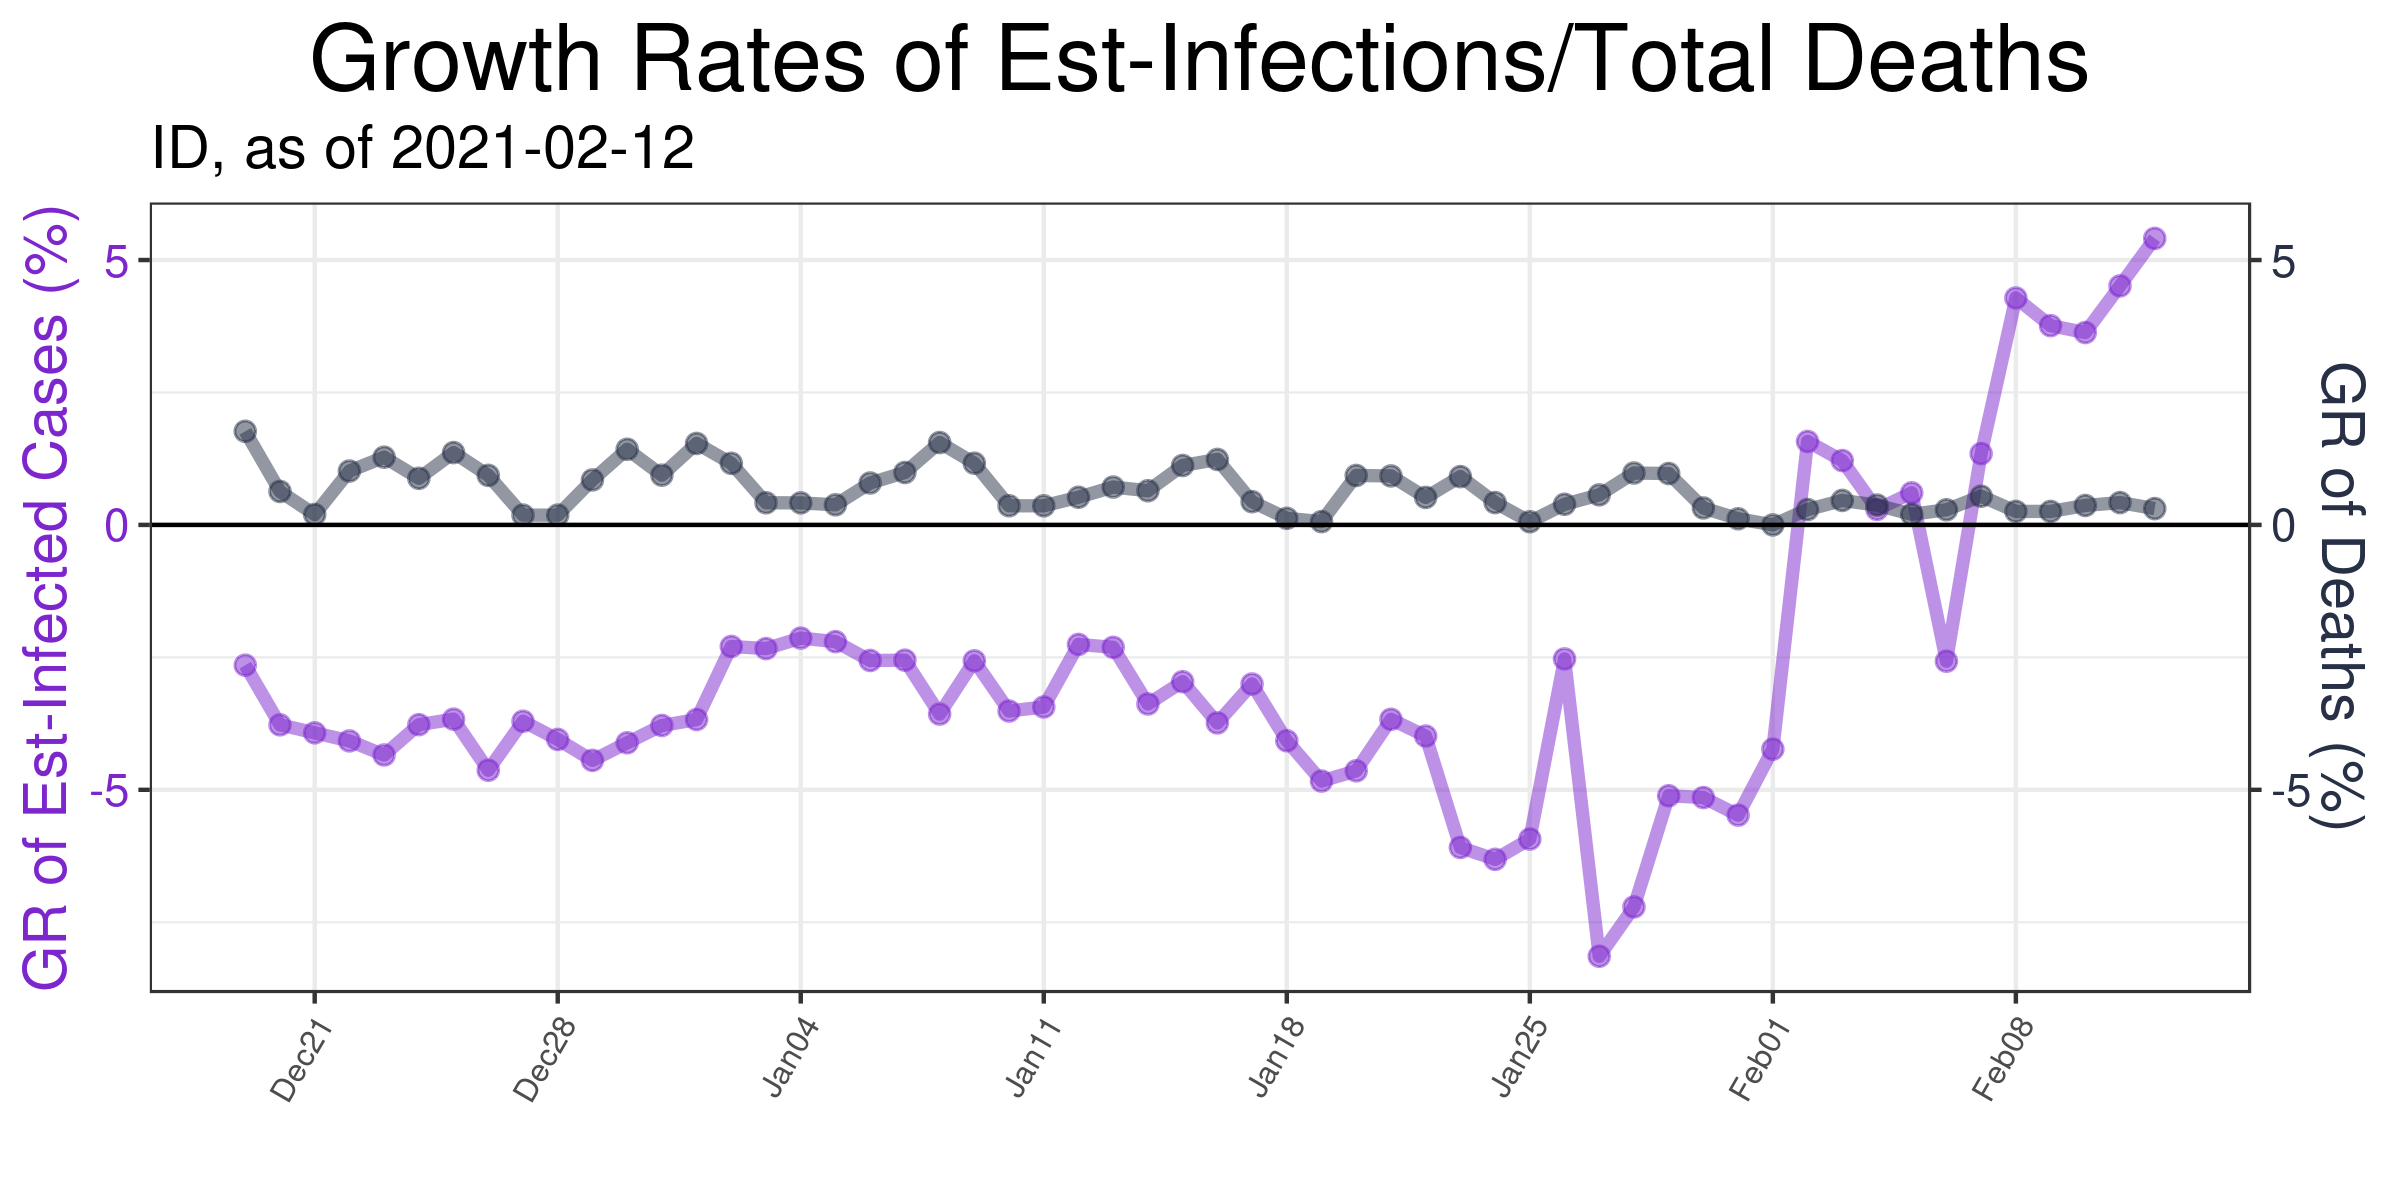 Growth Rates of Est-Infections/Total Deaths
ID, as of 2021-02-12
GR of Est-Infected Cases (%)
5
0
-5
5
0
-5
GR of Deaths (%)
Dec21
Dec28
Jan04
Jan11
Jan18
Jan25
Feb01
Feb08